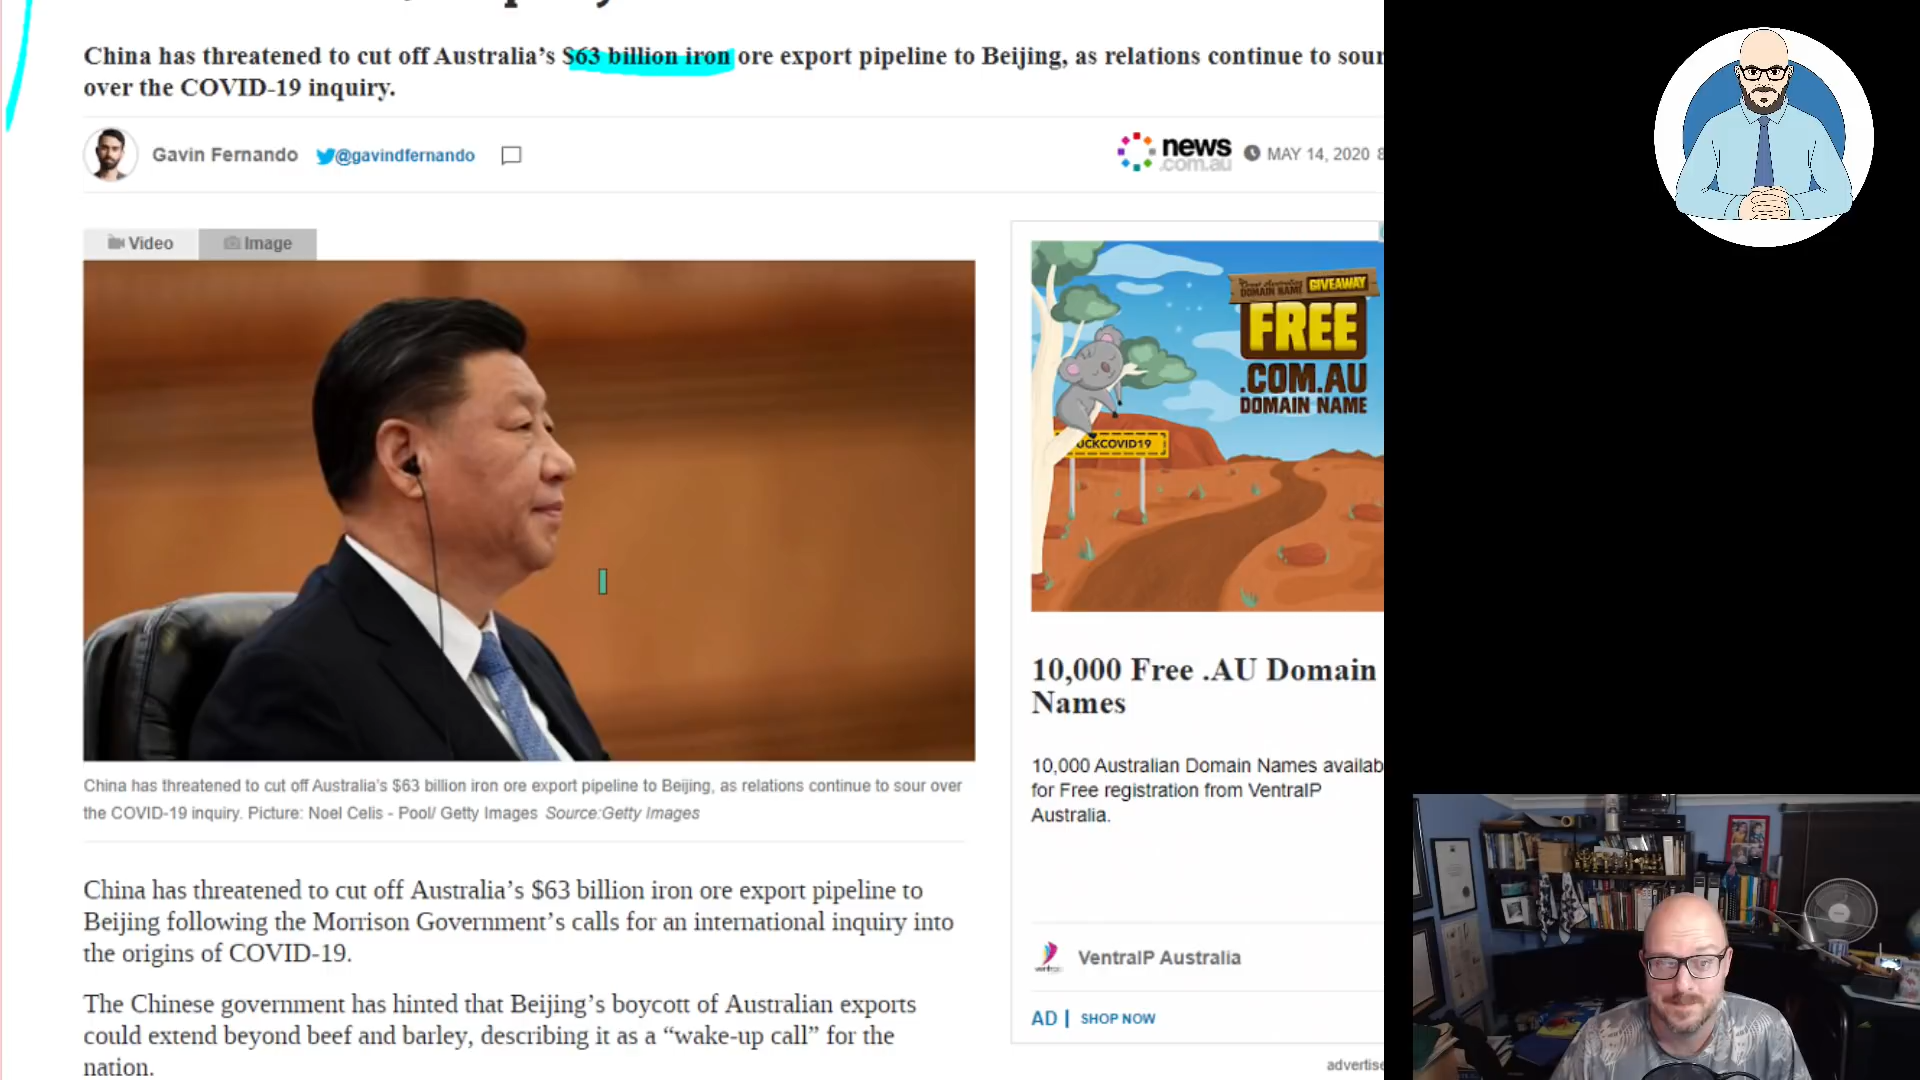 China has threatened to cut off Australia’s $63 billion iron ore export pipeline to Beijing, as relations continue to sour
over the COVID-19 inquiry.
Gavin Fernando @gavindfernando
news
.com.au
MAY 14, 2020 8
Video Image
GIVEAWAY
DOMAIN NAME
FREE
.COM.AU
DOMAIN NAME
UCKCOVID19
10,000 Free .AU Domain
Names
10,000 Australian Domain Names availab
for Free registration from VentraIP
Australia.
China has threatened to cut off Australia’s $63 billion iron ore export pipeline to Beijing, as relations continue to sour over
the COVID-19 inquiry. Picture: Noel Celis - Pool/ Getty Images Source:Getty Images
China has threatened to cut off Australia’s $63 billion iron ore export pipeline to
Beijing following the Morrison Government’s calls for an international inquiry into
the origins of COVID-19.
The Chinese government has hinted that Beijing’s boycott of Australian exports
could extend beyond beef and barley, describing it as a “wake-up call” for the
nation.
VentraIP Australia
AD | SHOP NOW
advertise